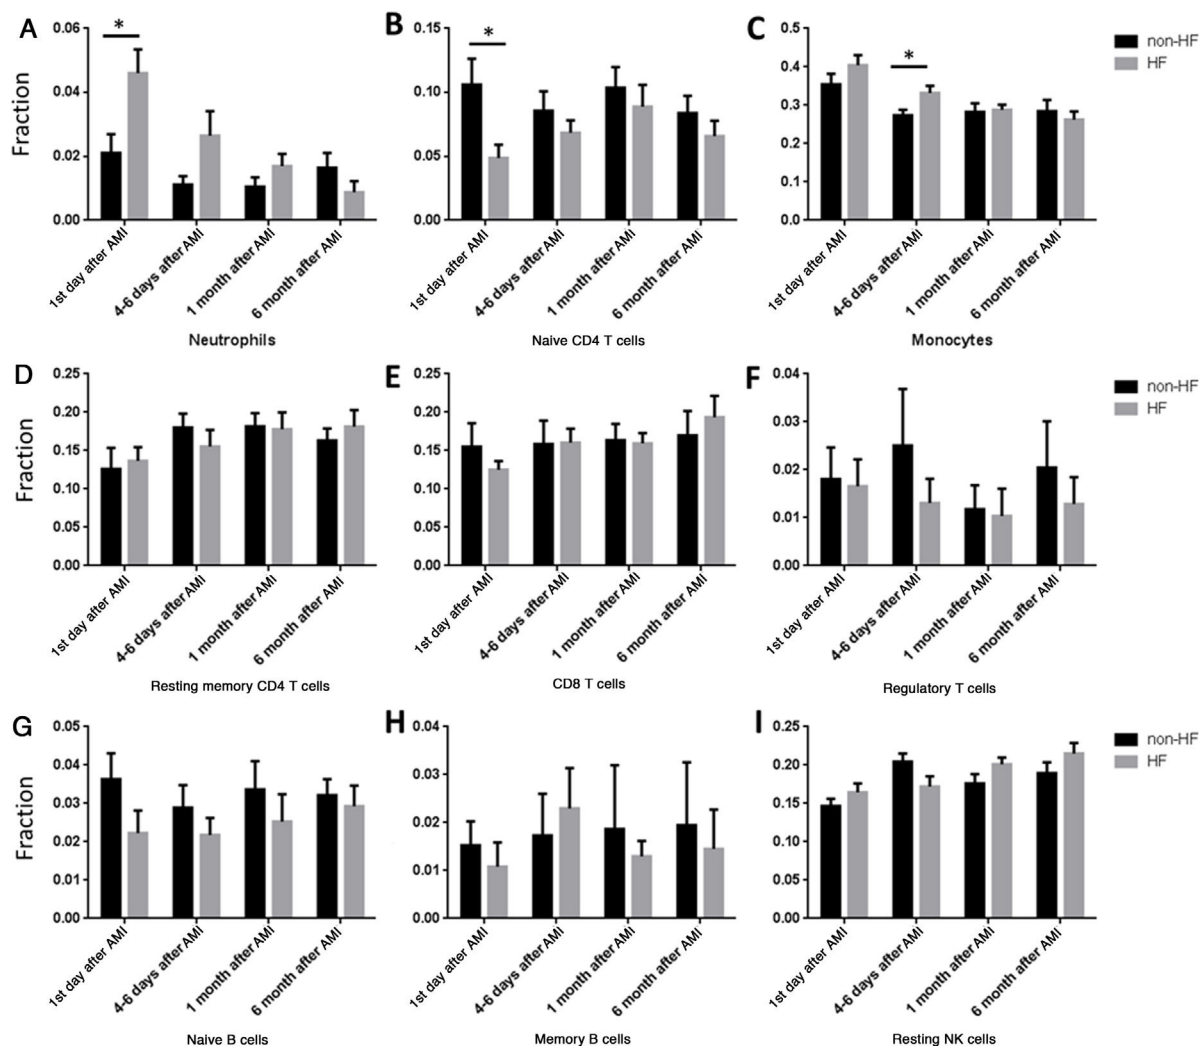 A
Fraction
0.06
0.04
0.02
0.00
*
1st day after AMI
4-6 days after AMI
1 month after AMI
6 month after AMI
Neutrophils
B
0.15
0.10
0.05
0.00
*
1st day after AMI
4-6 days after AMI
1 month after AMI
6 month after AMI
Naive CD4 T cells
C
0.5
0.4
0.3
0.2
0.1
0.0
*
1st day after AMI
4-6 days after AMI
1 month after AMI
6 month after AMI
Monocytes
non-HF
HF
D
Fraction
0.25
0.20
0.15
0.10
0.05
0.00
1st day after AMI
4-6 days after AMI
1 month after AMI
6 month after AMI
Resting memory CD4 T cells
E
0.25
0.20
0.15
0.10
0.05
0.00
1st day after AMI
4-6 days after AMI
1 month after AMI
6 month after AMI
CD8 T cells
F
0.04
0.03
0.02
0.01
0.00
1st day after AMI
4-6 days after AMI
1 month after AMI
6 month after AMI
Regulatory T cells
non-HF
HF
G
Fraction
0.05
0.04
0.03
0.02
0.01
0.00
1st day after AMI
4-6 days after AMI
1 month after AMI
6 month after AMI
Naive B cells
H
0.04
0.03
0.02
0.01
0.00
1st day after AMI
4-6 days after AMI
1 month after AMI
6 month after AMI
Memory B cells
I
0.25
0.20
0.15
0.10
0.05
0.00
1st day after AMI
4-6 days after AMI
1 month after AMI
6 month after AMI
Resting NK cells
non-HF
HF